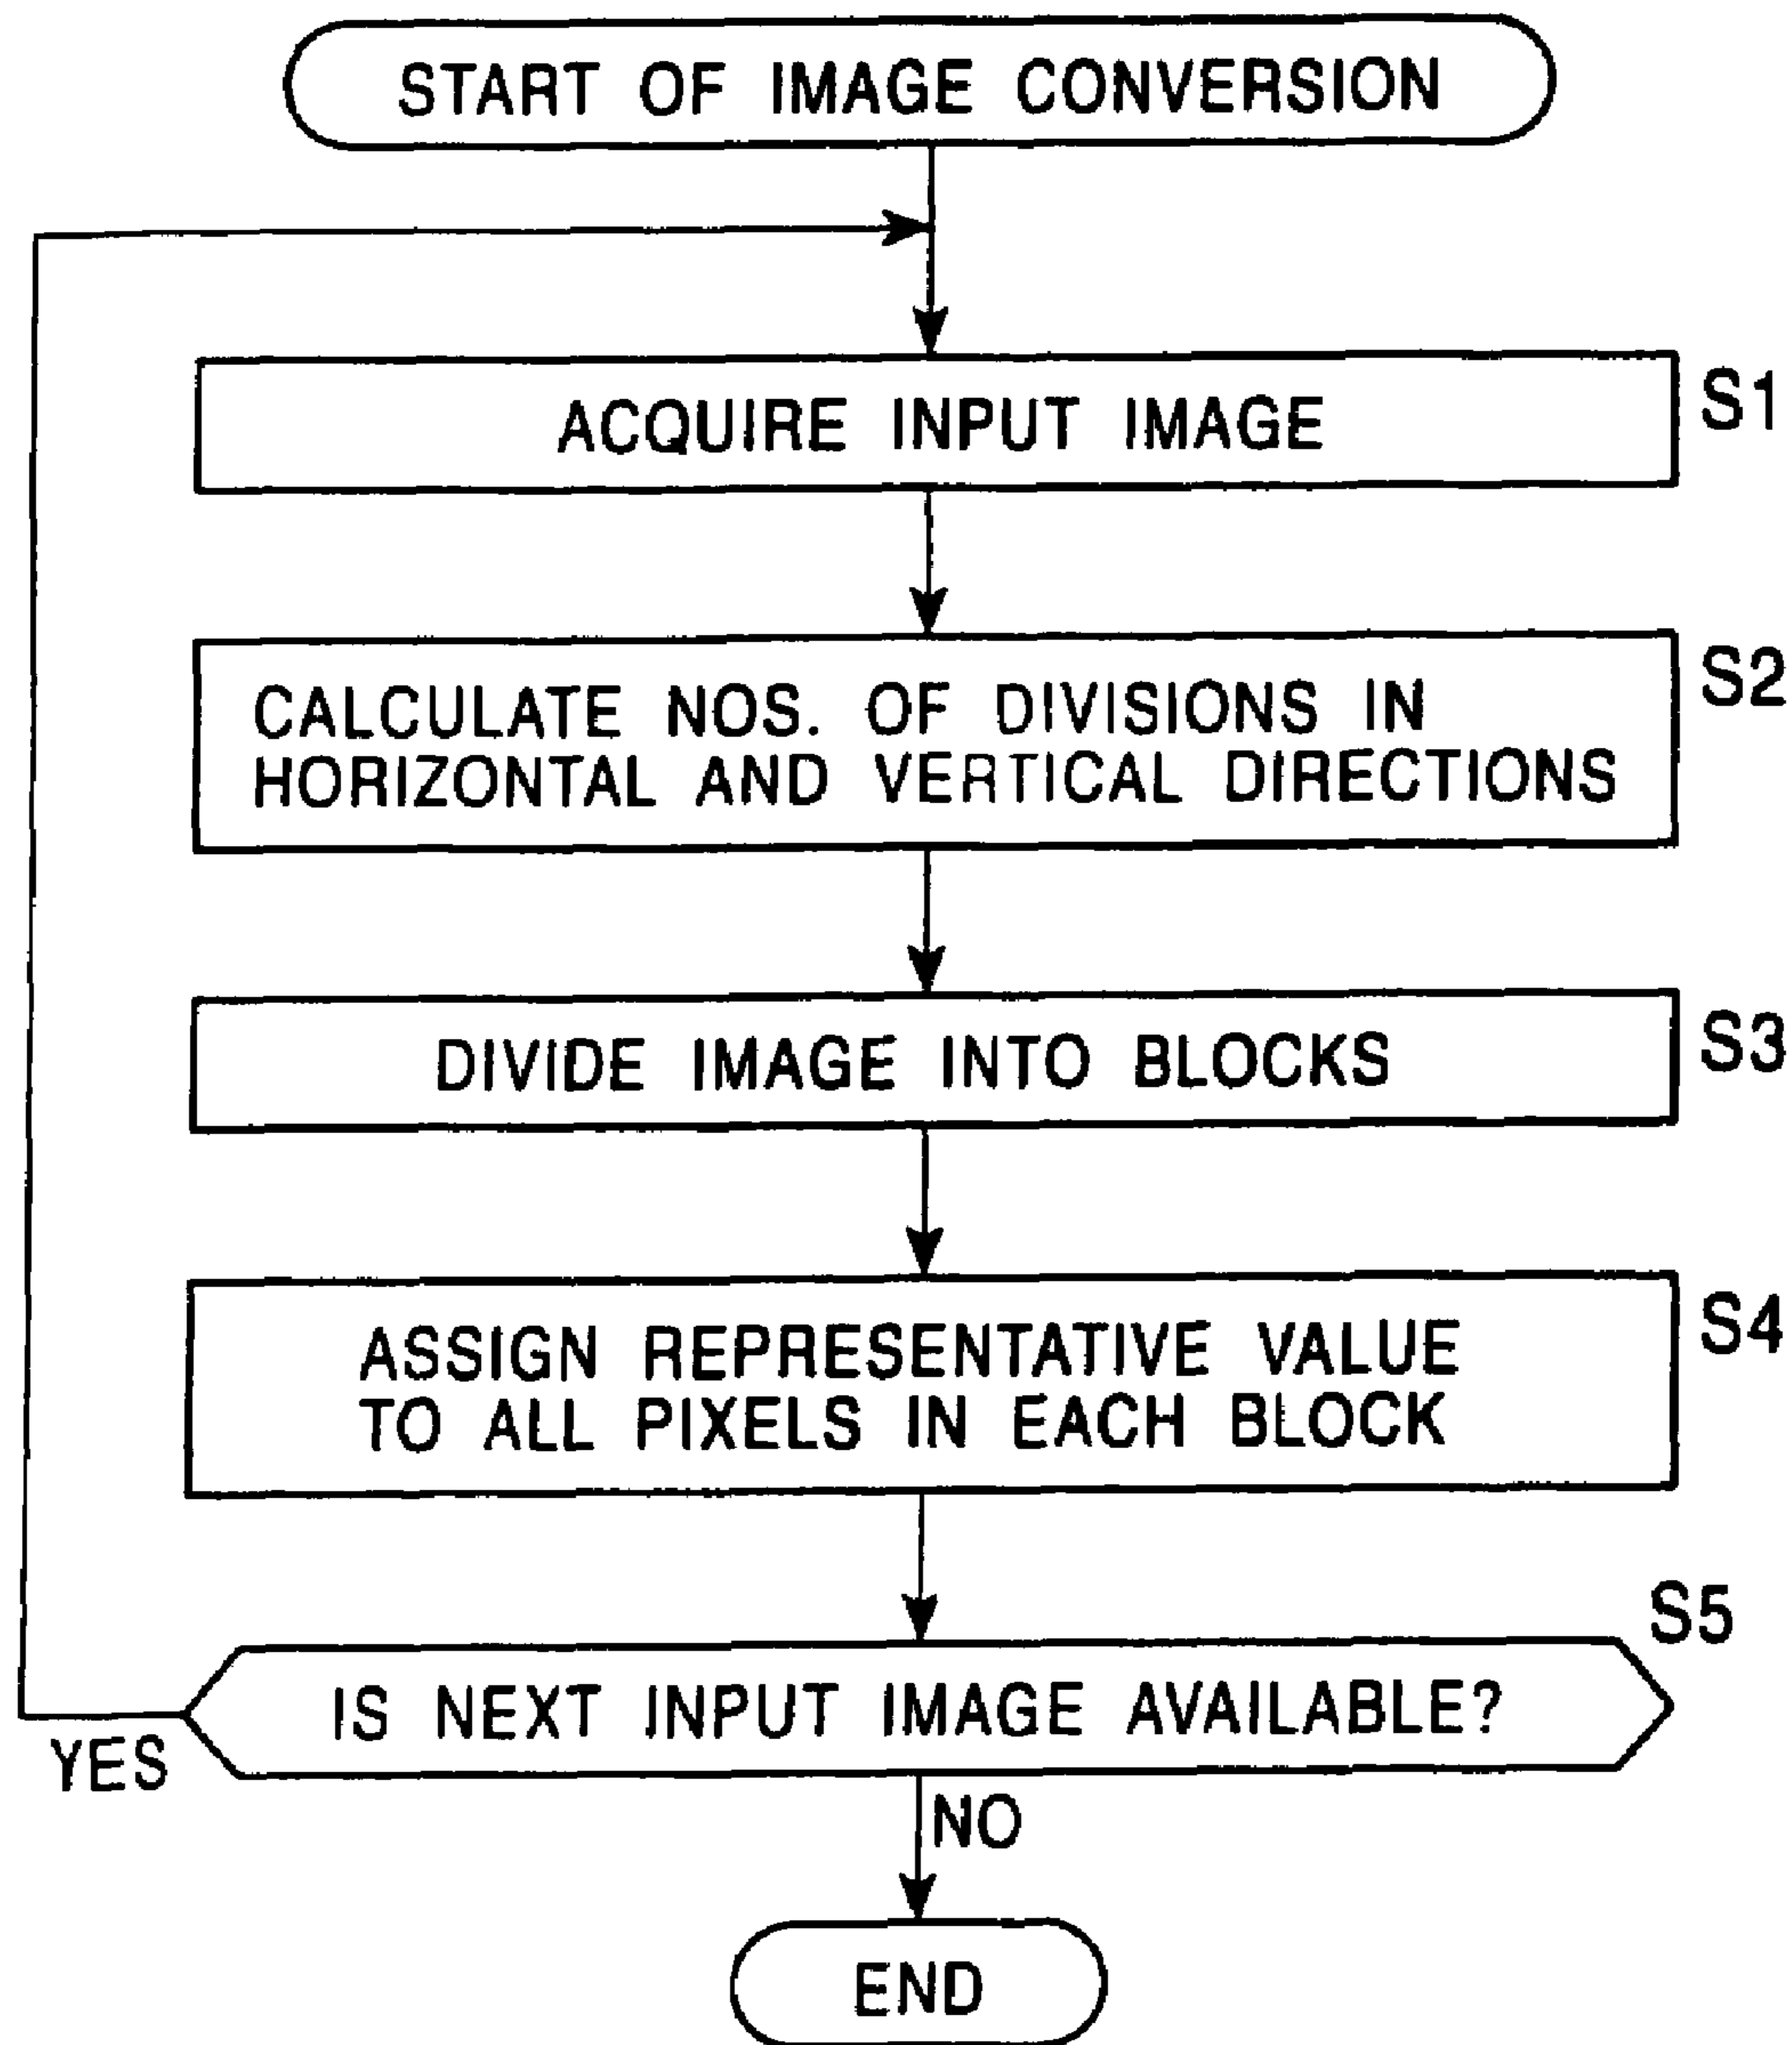 START OF IMAGE CONVERSION
ACQUIRE INPUT IMAGE
S1
CALCULATE NOS. OF DIVISIONS IN
HORIZONTAL AND VERTICAL DIRECTIONS
S2
DIVIDE IMAGE INTO BLOCKS
S3
ASSIGN REPRESENTATIVE VALUE
TO ALL PIXELS IN EACH BLOCK
S4
S5
IS NEXT INPUT IMAGE AVAILABLE?
YES
NO
END